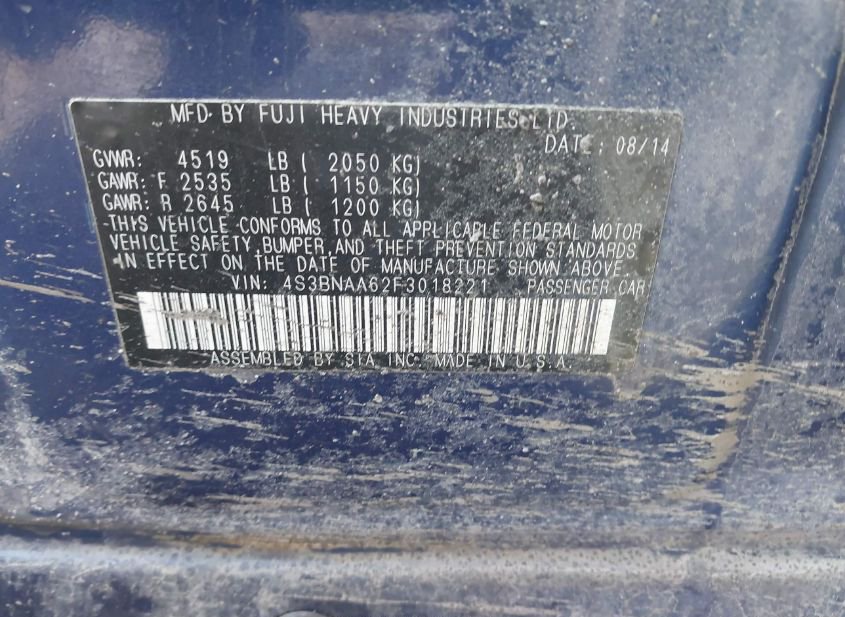 MFD. BY FUJI HEAVY INDUSTRIES LTD.
DATE: 08/14
GVWR: 4519 LB ( 2050 KG)
GAWR: F 2535 LB ( 1150 KG)
GAWR: R 2645 LB ( 1200 KG)
THIS VEHICLE CONFORMS TO ALL APPLICABLE FEDERAL MOTOR
VEHICLE SAFETY, BUMPER, AND THEFT PREVENTION STANDARDS
IN EFFECT ON THE DATE OF MANUFACTURE SHOWN ABOVE.
VIN: 4S3BNAA62F3018221 PASSENGER CAR
ASSEMBLED BY SIA, INC. MADE IN U.S.A.